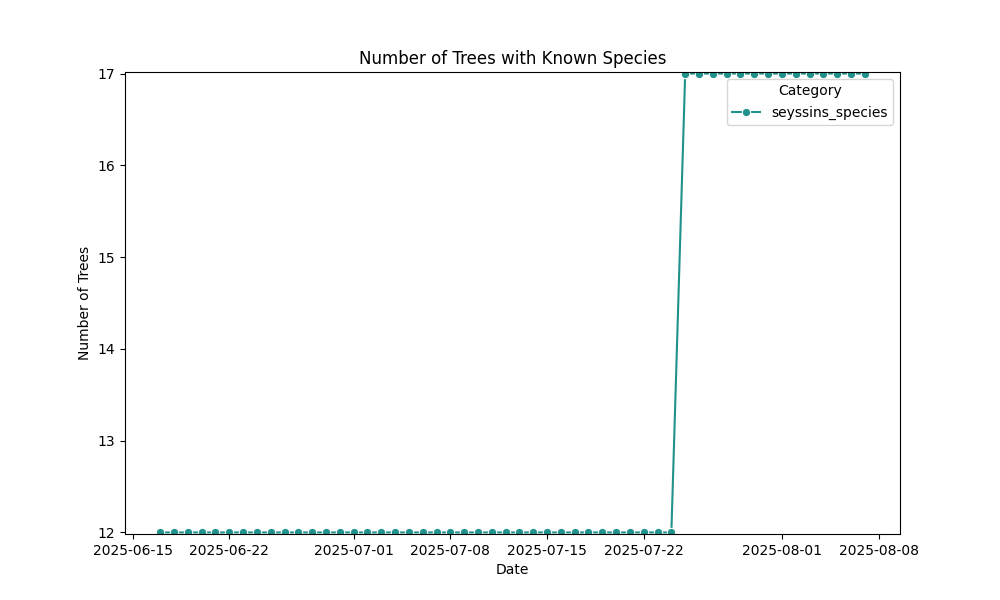 Number of Trees with Known Species
Number of Trees
17
16
15
14
13
12
Category
seyssins_species
2025-06-15
2025-06-22
2025-07-01
2025-07-08
2025-07-15
2025-07-22
2025-08-01
2025-08-08
Date